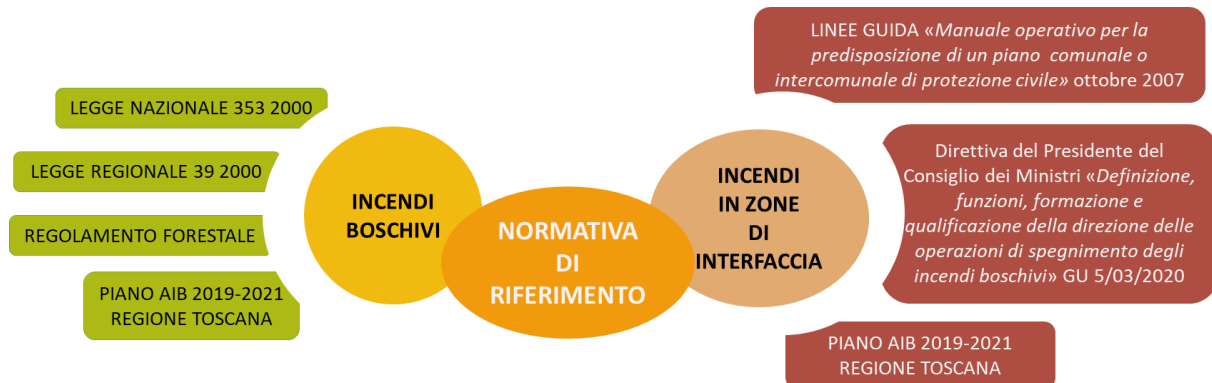 LEGGE NAZIONALE 353 2000
LEGGE REGIONALE 39 2000
REGOLAMENTO FORESTALE
PIANO AIB 2019-2021
REGIONE TOSCANA
INCENDI
BOSCHIVI
NORMATIVA
DI
RIFERIMENTO
INCENDI
IN ZONE
DI
INTERFACCIA
LINEE GUIDA «Manuale operativo per la
predisposizione di un piano comunale o
intercomunale di protezione civile» ottobre 2007
Direttiva del Presidente del
Consiglio dei Ministri «Definizione,
funzioni, formazione e
qualificazione della direzione delle
operazioni di spegnimento degli
incendi boschivi» GU 5/03/2020
PIANO AIB 2019-2021
REGIONE TOSCANA